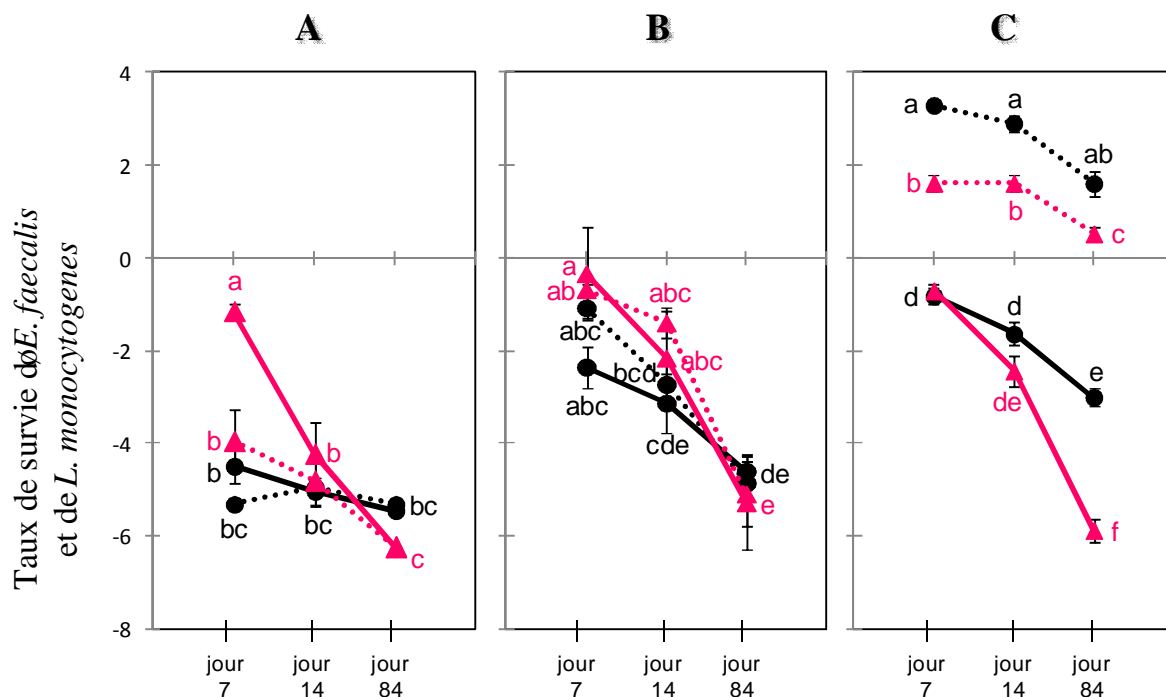 A B C
Taux de survie døE. faecalis
et de L. monocytogenes
4
2
0
-2
-4
-6
-8
a
b
b
b
bc
bc
bc
c
a
ab
abc
abc
abc
abc
bcd
cde
de
e
a
a
ab
b
b
c
d
d
e
de
f
jour
7
jour
14
jour
84
jour
7
jour
14
jour
84
jour
7
jour
14
jour
84